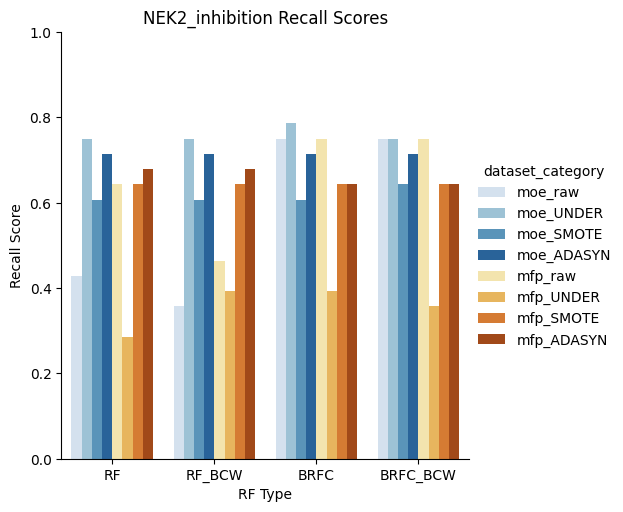 NEK2_inhibition Recall Scores
1.0
0.8
0.6
0.4
0.2
0.0
Recall Score
RF
RF_BCW
BRFC
BRFC_BCW
RF Type
dataset_category
moe_raw
moe_UNDER
moe_SMOTE
moe_ADASYN
mfp_raw
mfp_UNDER
mfp_SMOTE
mfp_ADASYN